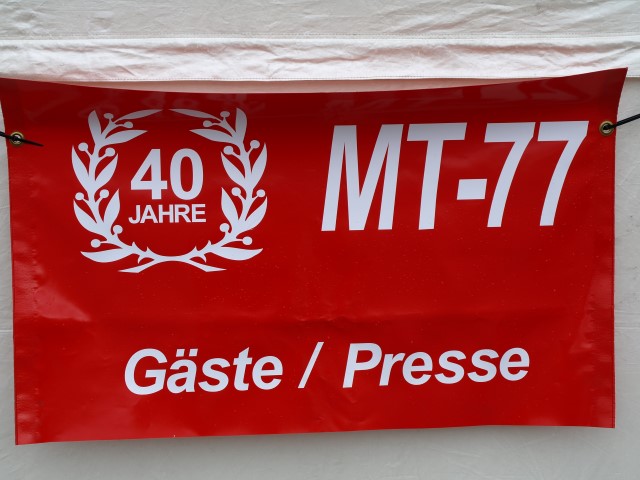 40
JAHRE
MT-77
Gäste / Presse